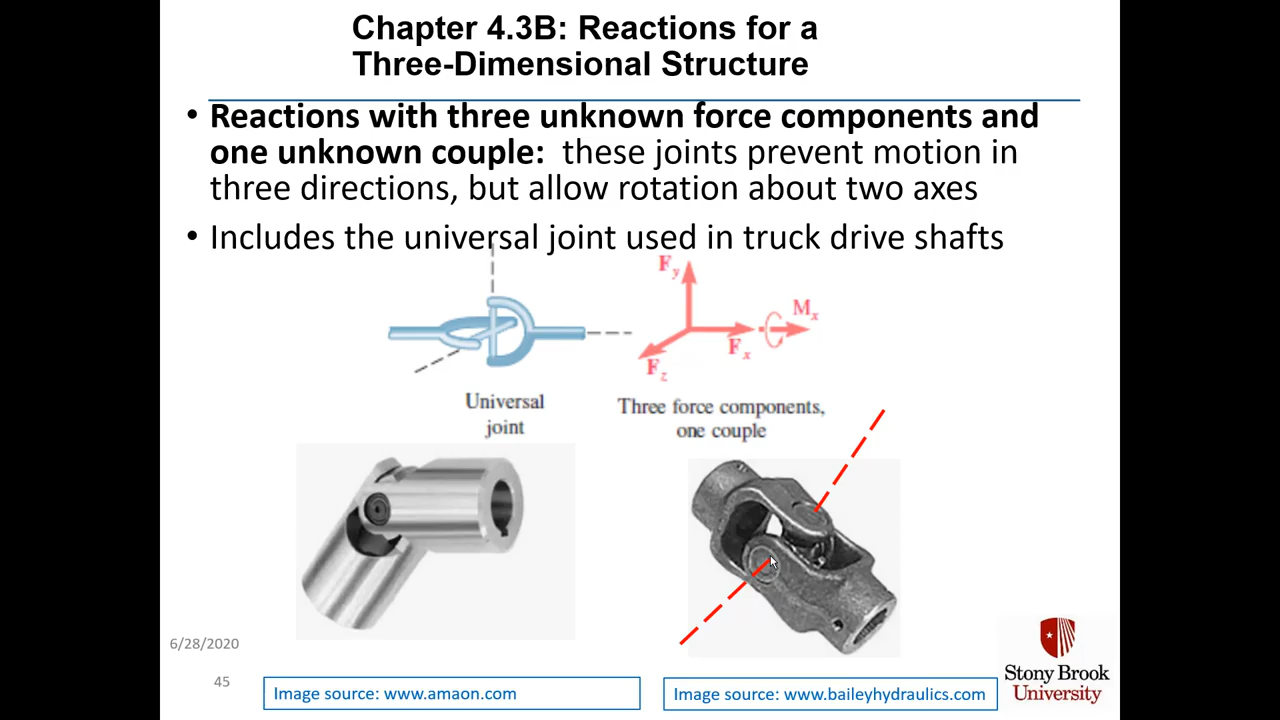 Chapter 4.3B: Reactions for a
Three-Dimensional Structure
• Reactions with three unknown force components and
one unknown couple: these joints prevent motion in
three directions, but allow rotation about two axes
• Includes the universal joint used in truck drive shafts
Fy
Mx
Fx
Fz
Universal
joint
Three force components,
one couple
6/28/2020
45
Image source: www.amaon.com
Image source: www.baileyhydraulics.com
Stony Brook
University